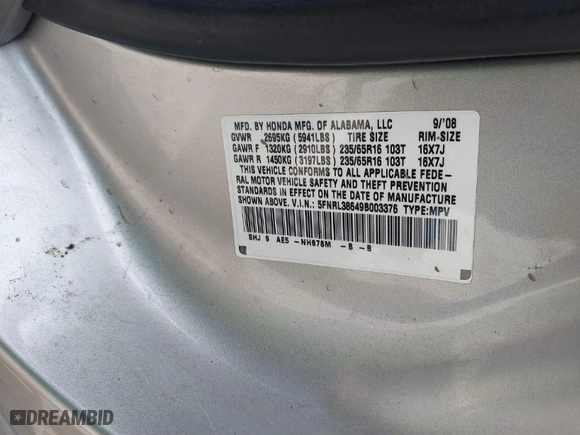 MFD. BY HONDA MFG. OF ALABAMA, LLC 9/'08
GVWR 2695KG (5941LBS) TIRE SIZE RIM-SIZE
GAWR F 1320KG (2910LBS) 235/65R16 103T 16X7J
GAWR R 1450KG (3197LBS) 235/65R16 103T 16X7J
THIS VEHICLE CONFORMS TO ALL APPLICABLE FEDE-
RAL MOTOR VEHICLE SAFETY AND THEFT PREVENTION
STANDARDS IN EFFECT ON THE DATE OF MANUFACTURE
SHOWN ABOVE. V.I.N.: 5FNRL38649B003376 TYPE:MPV
SHJ 9 AE5 -NH678M -B -B
DREAMBID